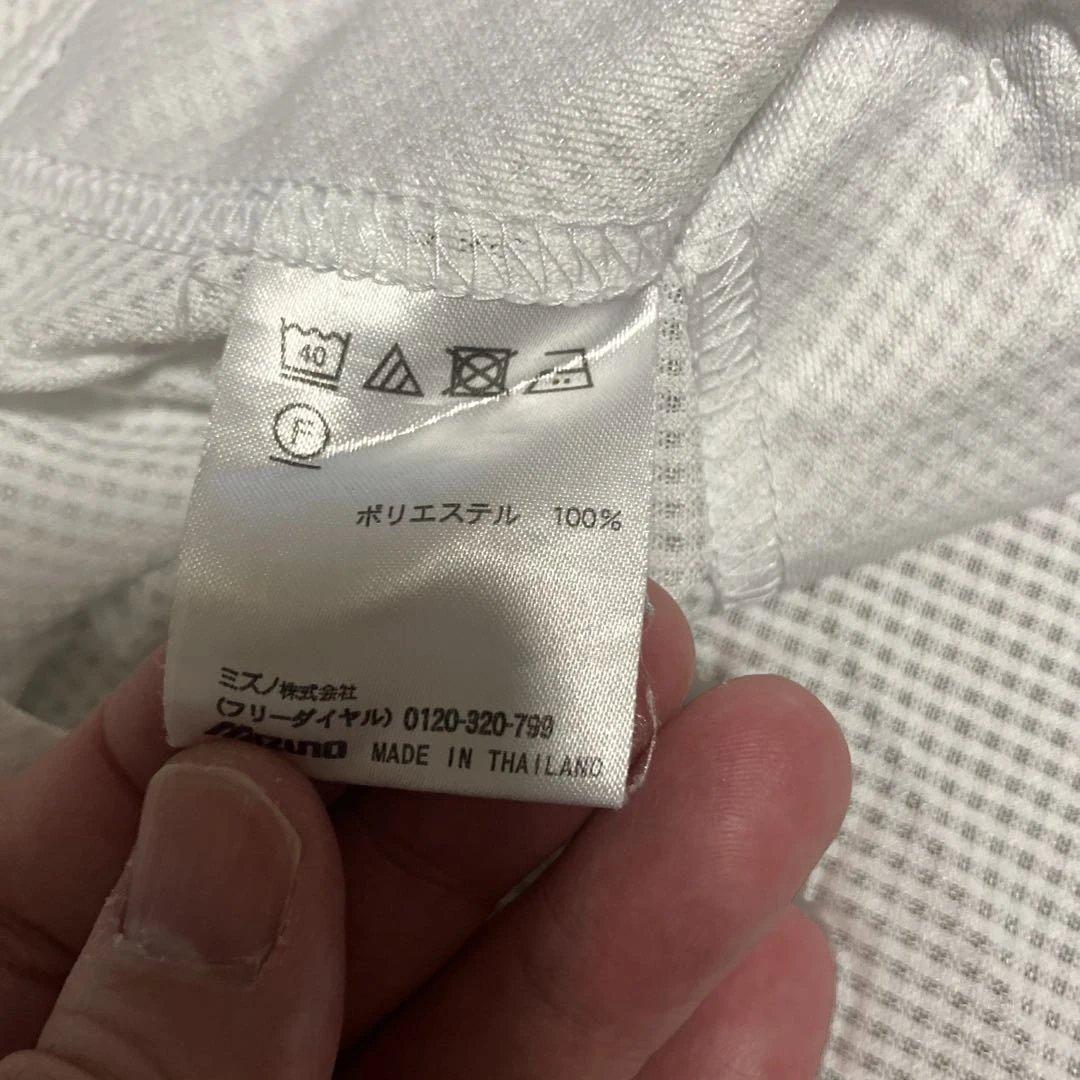 40
F
ポリエステル 100%
ミズノ株式会社
(フリーダイヤル) 0120-320-799
MIZUNO MADE IN THAILAND